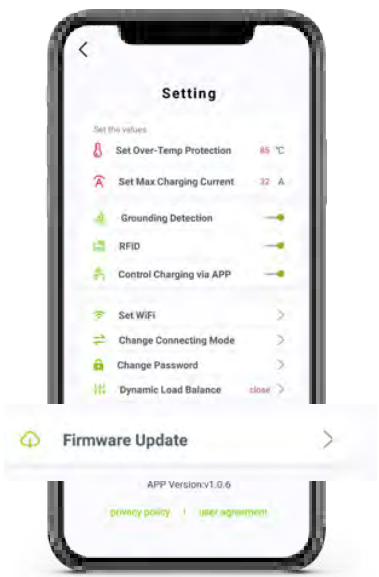 Setting
Set the values
Set Over-Temp Protection 85 °C
Set Max Charging Current 32 A
Grounding Detection
RFID
Control Charging via APP
Set WiFi
Change Connecting Mode
Change Password
Dynamic Load Balance close
Firmware Update
APP Version:v1.0.6
privacy policy | user agreement